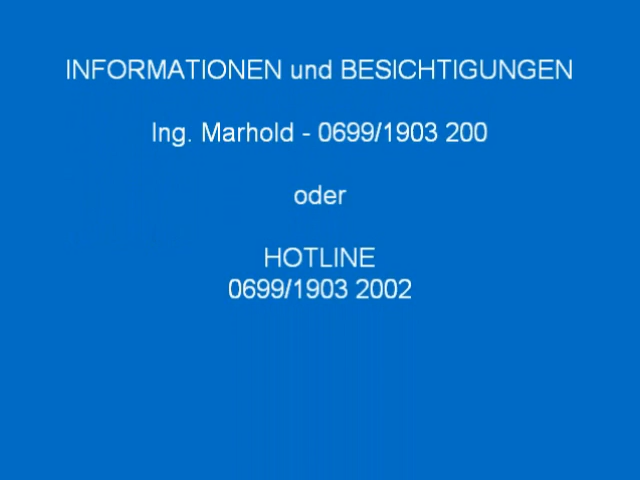 INFORMATIONEN und BESICHTIGUNGEN
Ing. Marhold - 0699/1903 200
oder
HOTLINE
0699/1903 2002